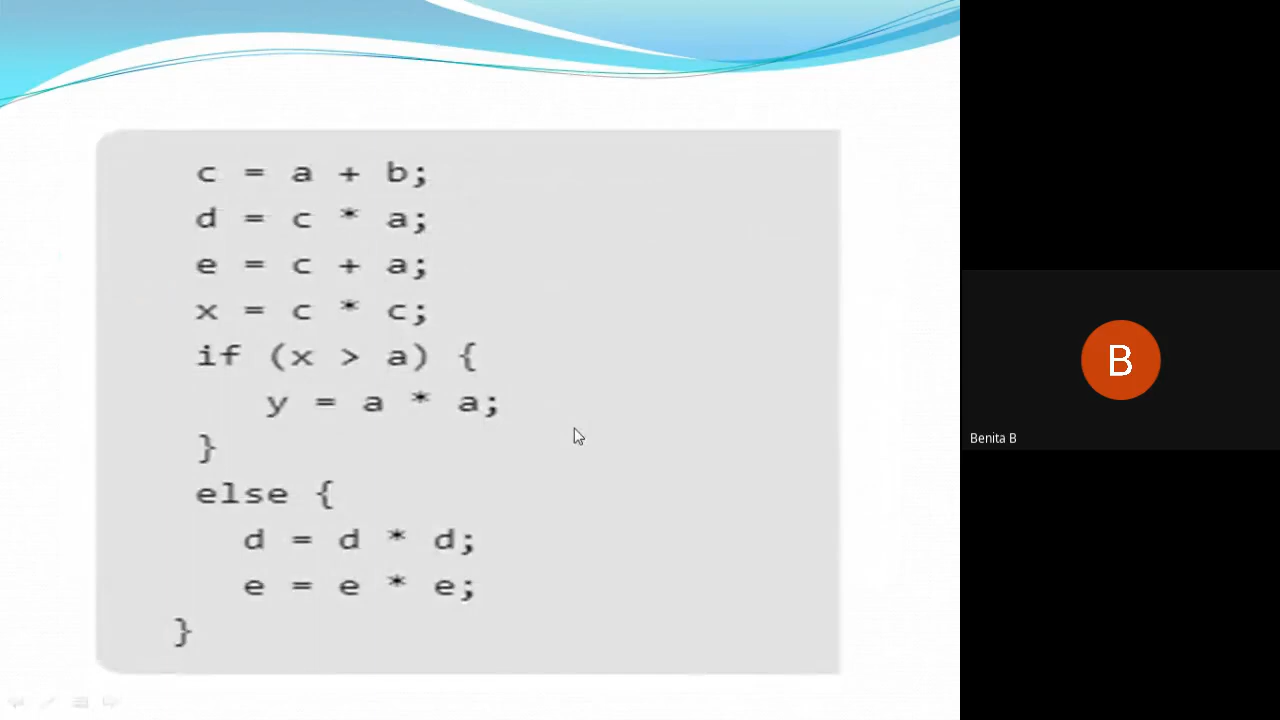 c = a + b;
d = c * a;
e = c + a;
x = c * c;
if (x > a) {
y = a * a;
}
else {
d = d * d;
e = e * e;
}
B
Benita B